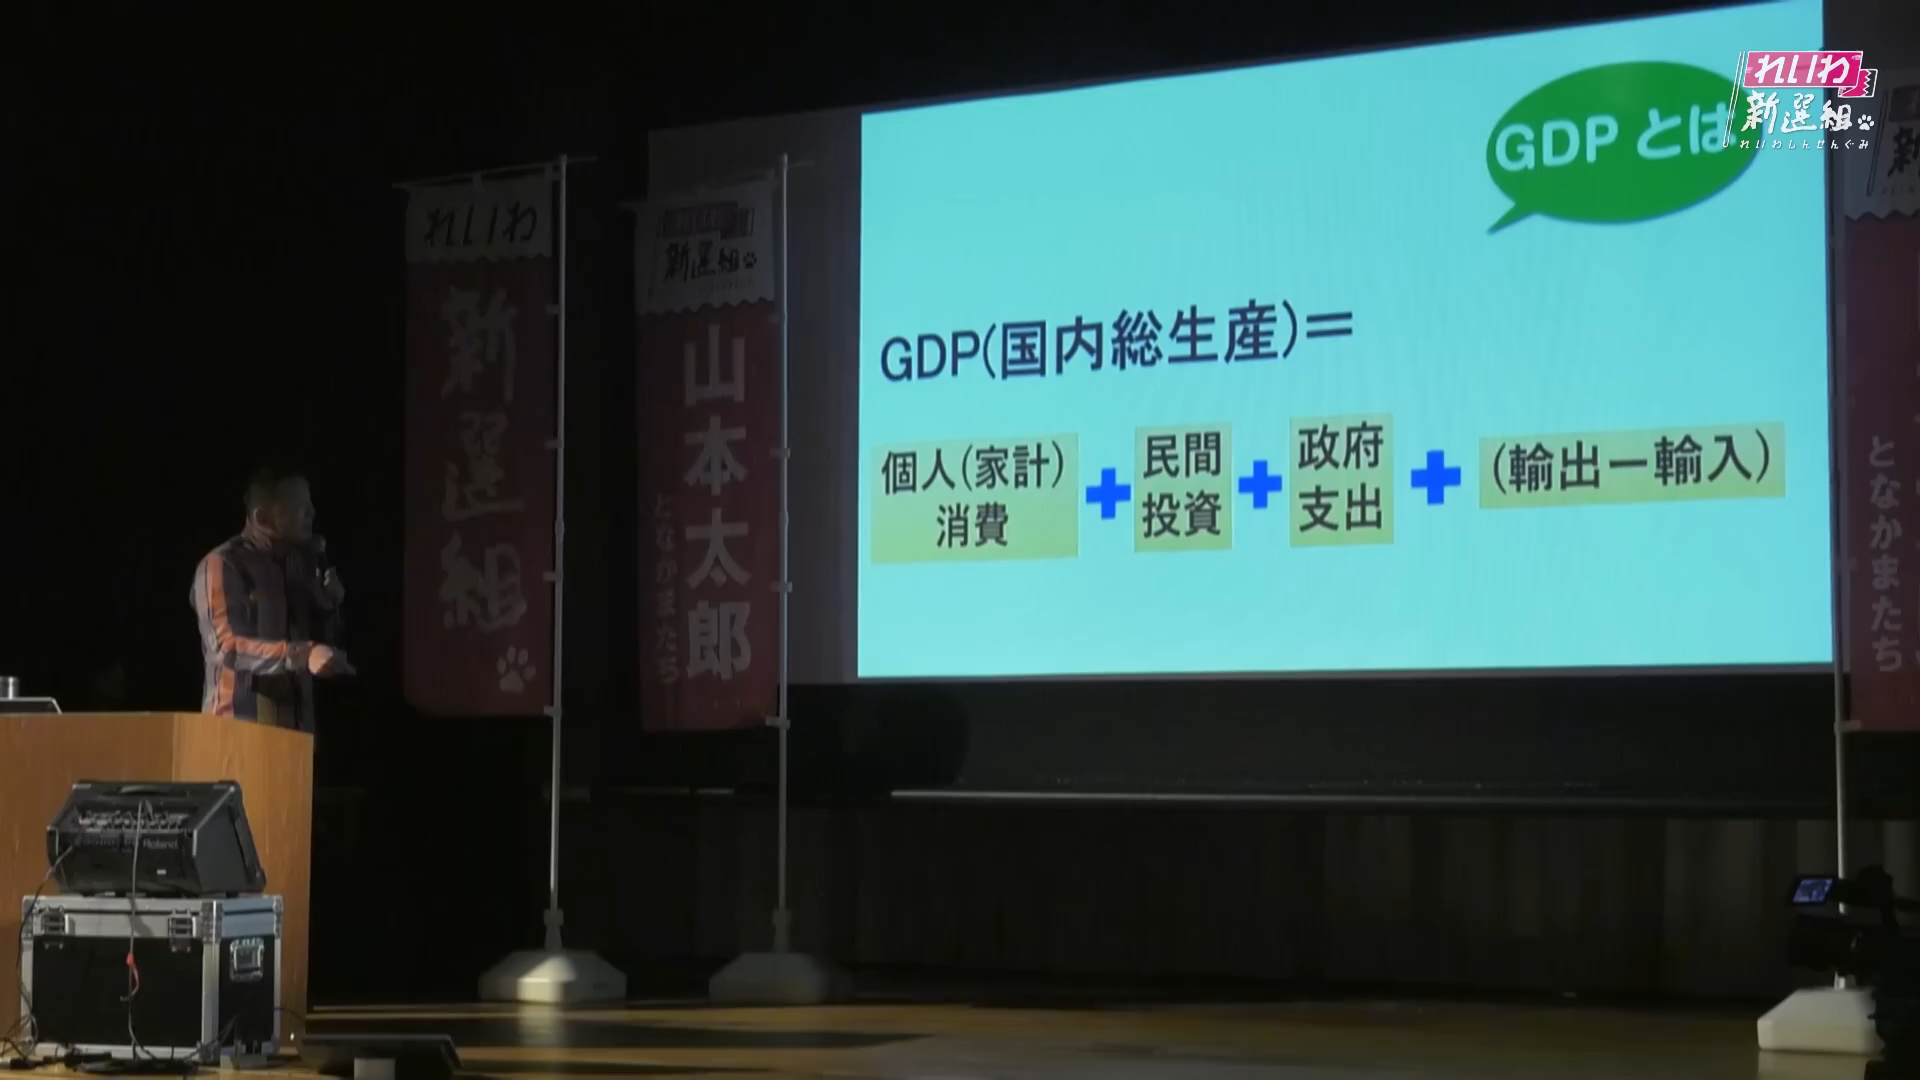 れいわ
新選組
れいわしんせんぐみ
GDPとは
GDP(国内総生産)＝
個人(家計)
消費
民間
投資
政府
支出
(輸出ー輸入)
れいわ
新選組
新選組
山本太郎
となかまたち
となかまたち
Roland